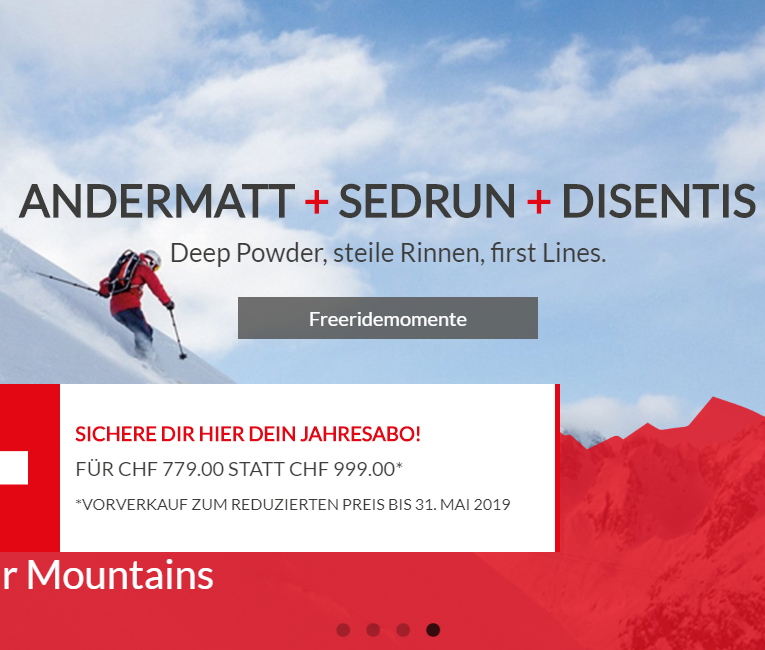 ANDERMATT + SEDRUN + DISENTIS
Deep Powder, steile Rinnen, first Lines.
Freeridemomente
SICHERE DIR HIER DEIN JAHRESABO!
FÜR CHF 779.00 STATT CHF 999.00*
*VORVERKAUF ZUM REDUZIERTEN PREIS BIS 31. MAI 2019
r Mountains